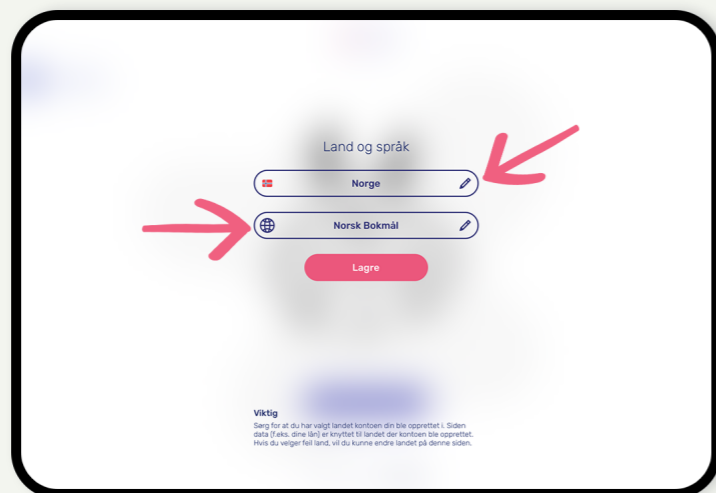 Land og språk
Norge
Norsk Bokmål
Lagre
Viktig
Sørg for at du har valgt landet kontoen din ble opprettet i. Siden
data (f.eks. dine lån) er knyttet til landet der kontoen ble opprettet.
Hvis du velger feil land, vil du kunne endre landet på denne siden.